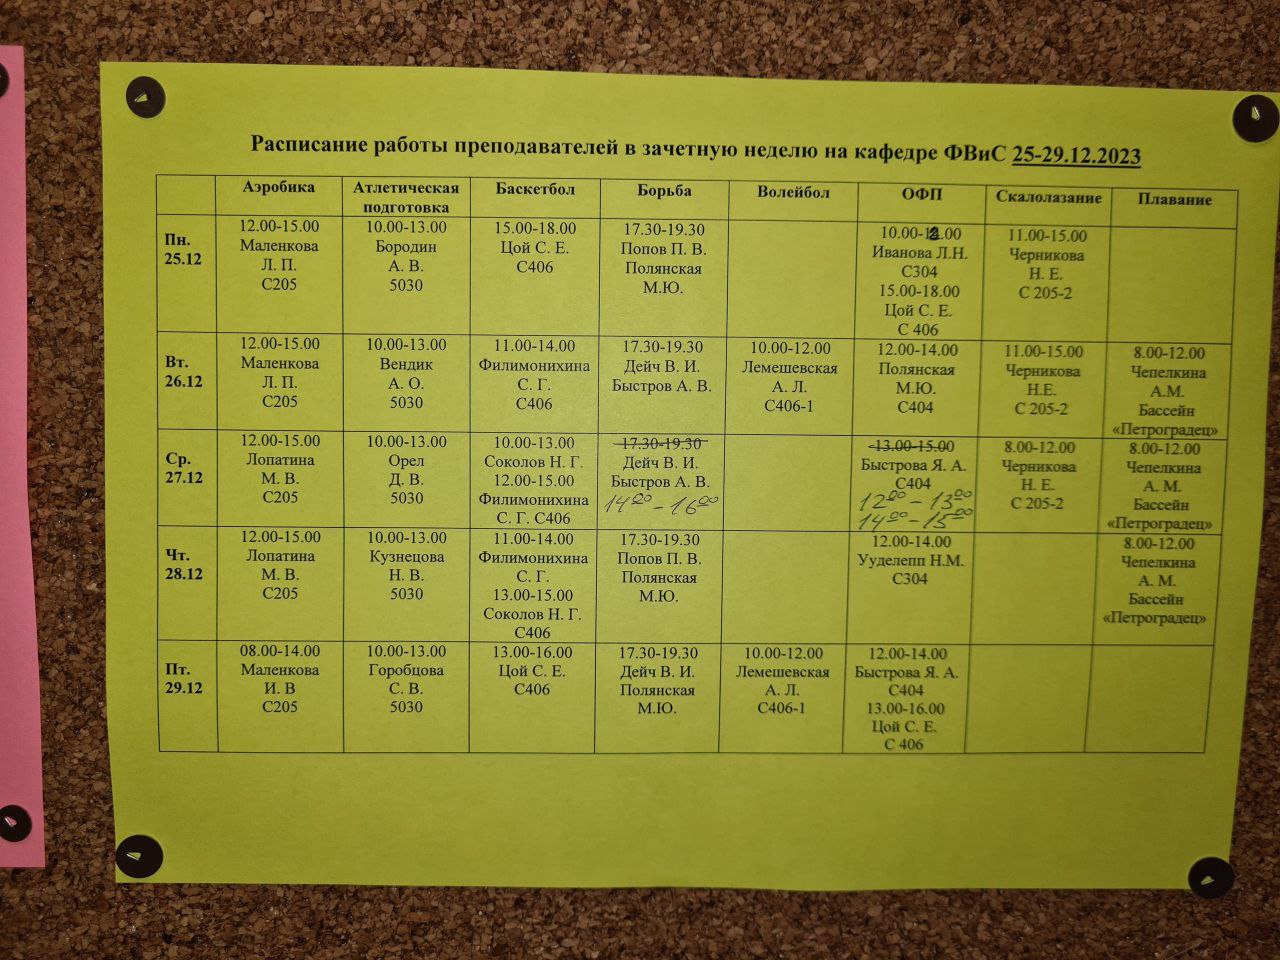 Расписание работы преподавателей в зачетную неделю на кафедре ФВиС 25-29.12.2023
Аэробика
Атлетическая
подготовка
Баскетбол
Борьба
Волейбол
ОФП
Скалолазание
Плавание
Пн.
25.12
12.00-15.00
Маленкова
Л. П.
С205
10.00-13.00
Бородин
А. В.
5030
15.00-18.00
Цой С. Е.
С406
17.30-19.30
Попов П. В.
Полянская
М.Ю.
10.00-12.00
Иванова Л.Н.
С304
15.00-18.00
Цой С. Е.
С 406
11.00-15.00
Черникова
Н. Е.
С 205-2
Вт.
26.12
12.00-15.00
Маленкова
Л. П.
С205
10.00-13.00
Вендик
А. О.
5030
11.00-14.00
Филимонихина
С. Г.
С406
17.30-19.30
Дейч В. И.
Быстров А. В.
10.00-12.00
Лемешевская
А. Л.
С406-1
12.00-14.00
Полянская
М.Ю.
С404
11.00-15.00
Черникова
Н.Е.
С 205-2
8.00-12.00
Чепелкина
А.М.
Бассейн
«Петроградец»
Ср.
27.12
12.00-15.00
Лопатина
М. В.
С205
10.00-13.00
Орел
Д. В.
5030
10.00-13.00
Соколов Н. Г.
12.00-15.00
Филимонихина
С. Г. С406
17.30-19.30
Дейч В. И.
Быстров А. В.
14⁰⁰ - 16⁰⁰
13.00-15.00
Быстрова Я. А.
С404
12⁰⁰ - 13⁰⁰
14⁰⁰ - 15⁰⁰
8.00-12.00
Черникова
Н. Е.
С 205-2
8.00-12.00
Чепелкина
А. М.
Бассейн
«Петроградец»
Чт.
28.12
12.00-15.00
Лопатина
М. В.
С205
10.00-13.00
Кузнецова
Н. В.
5030
11.00-14.00
Филимонихина
С. Г.
13.00-15.00
Соколов Н. Г.
С406
17.30-19.30
Попов П. В.
Полянская
М.Ю.
12.00-14.00
Ууделепп Н.М.
С304
8.00-12.00
Чепелкина
А. М.
Бассейн
«Петроградец»
Пт.
29.12
08.00-14.00
Маленкова
И. В
С205
10.00-13.00
Горобцова
С. В.
5030
13.00-16.00
Цой С. Е.
С406
17.30-19.30
Дейч В. И.
Полянская
М.Ю.
10.00-12.00
Лемешевская
А. Л.
С406-1
12.00-14.00
Быстрова Я. А.
С404
13.00-16.00
Цой С. Е.
С 406